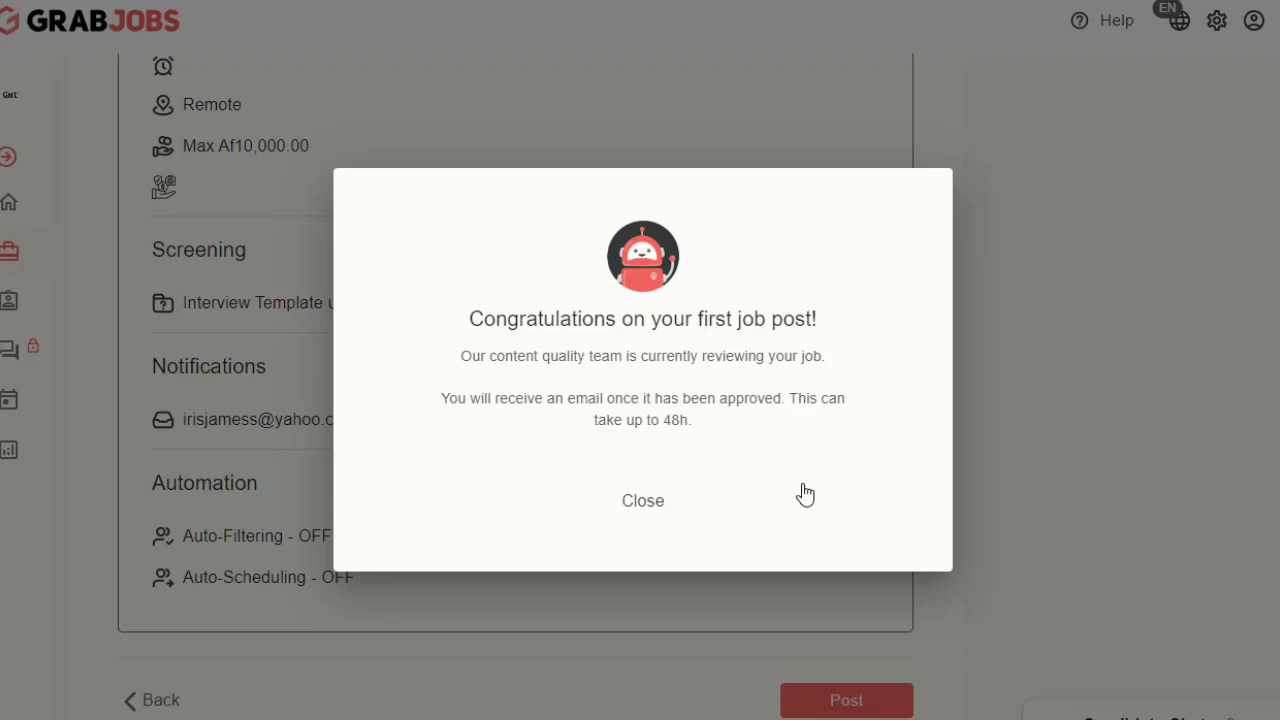 GRABJOBS
Help
EN
Remote
Max Af10,000.00
Screening
Interview Template
Notifications
irisjamess@yahoo.c
Automation
Auto-Filtering - OFF
Auto-Scheduling - OFF
Congratulations on your first job post!
Our content quality team is currently reviewing your job.
You will receive an email once it has been approved. This can
take up to 48h.
Close
Back
Post